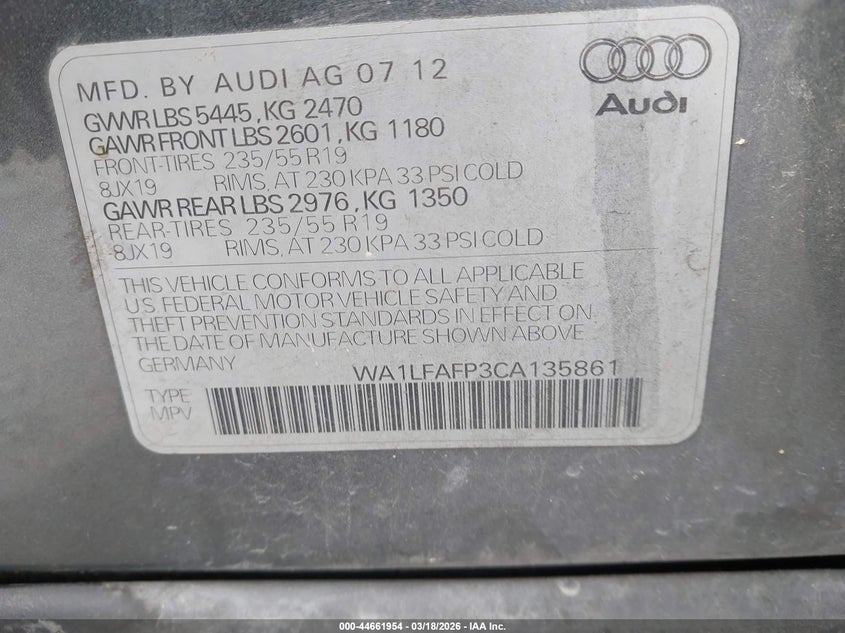 MFD. BY AUDI AG 07 12
GVWR LBS 5445, KG 2470
GAWR FRONT LBS 2601, KG 1180
FRONT-TIRES 235/55 R19
8JX19 RIMS, AT 230 KPA 33 PSI COLD
GAWR REAR LBS 2976, KG 1350
REAR-TIRES 235/55 R19
8JX19 RIMS, AT 230 KPA 33 PSI COLD
Audi
THIS VEHICLE CONFORMS TO ALL APPLICABLE
U.S. FEDERAL MOTOR VEHICLE SAFETY AND
THEFT PREVENTION STANDARDS IN EFFECT ON
THE DATE OF MANUFACTURE SHOWN ABOVE.
GERMANY
WA1LFAFP3CA135861
TYPE
MPV
000-44661954 - 03/18/2026 - IAA Inc.